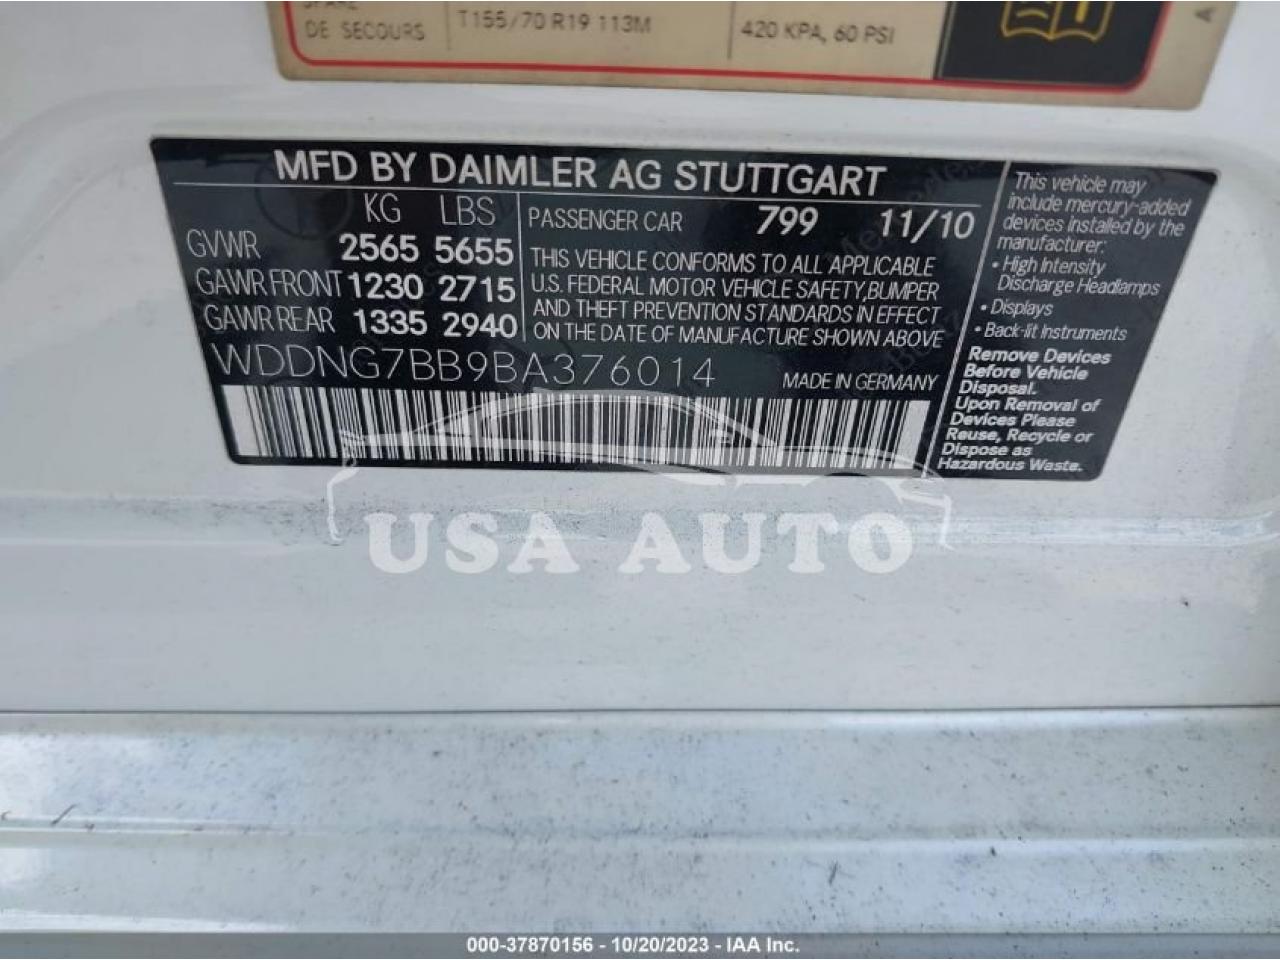 DE SECOURS T155/70 R19 113M 420 KPA, 60 PSI
A
MFD BY DAIMLER AG STUTTGART
KG LBS
GVWR 2565 5655
GAWR FRONT 1230 2715
GAWR REAR 1335 2940
PASSENGER CAR 799 11/10
THIS VEHICLE CONFORMS TO ALL APPLICABLE
U.S. FEDERAL MOTOR VEHICLE SAFETY,BUMPER
AND THEFT PREVENTION STANDARDS IN EFFECT
ON THE DATE OF MANUFACTURE SHOWN ABOVE
WDDNG7BB9BA376014 MADE IN GERMANY
This vehicle may
include mercury-added
devices installed by the
manufacturer:
• High Intensity
Discharge Headlamps
• Displays
• Back-lit Instruments
Remove Devices
Before Vehicle
Disposal.
Upon Removal of
Devices Please
Reuse, Recycle or
Dispose as
Hazardous Waste.
USA AUTO
000-37870156 - 10/20/2023 - IAA Inc.